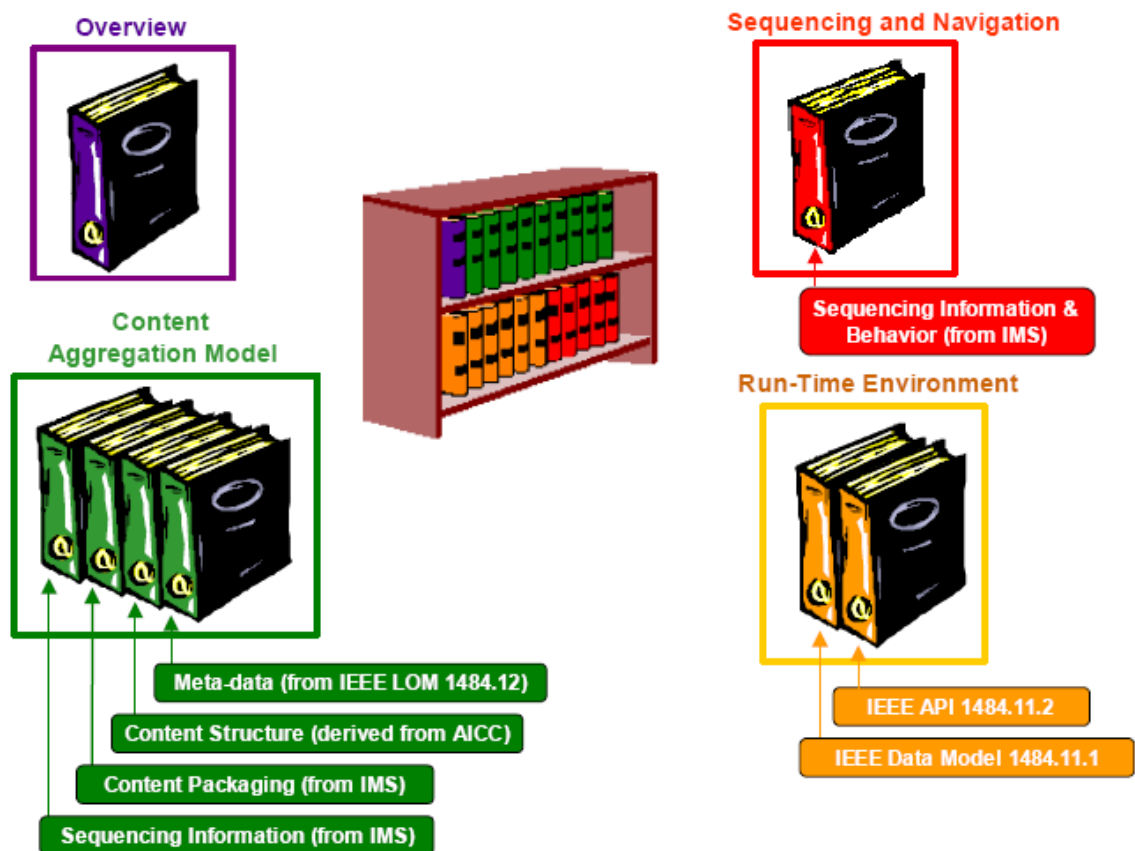 Overview
Sequencing and Navigation
Sequencing Information &
Behavior (from IMS)
Content
Aggregation Model
Run-Time Environment
Meta-data (from IEEE LOM 1484.12)
Content Structure (derived from AICC)
Content Packaging (from IMS)
Sequencing Information (from IMS)
IEEE API 1484.11.2
IEEE Data Model 1484.11.1